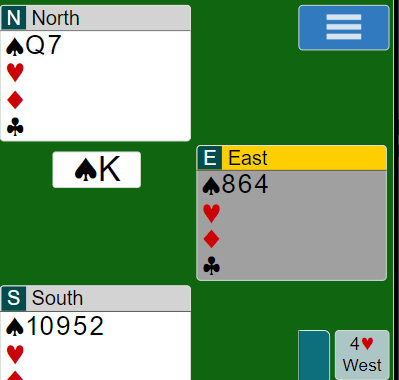 N North
♠Q7
♥
♦
♣
♠K
E East
♠864
♥
♦
♣
S South
♠10952
♥
♦
4♥
West